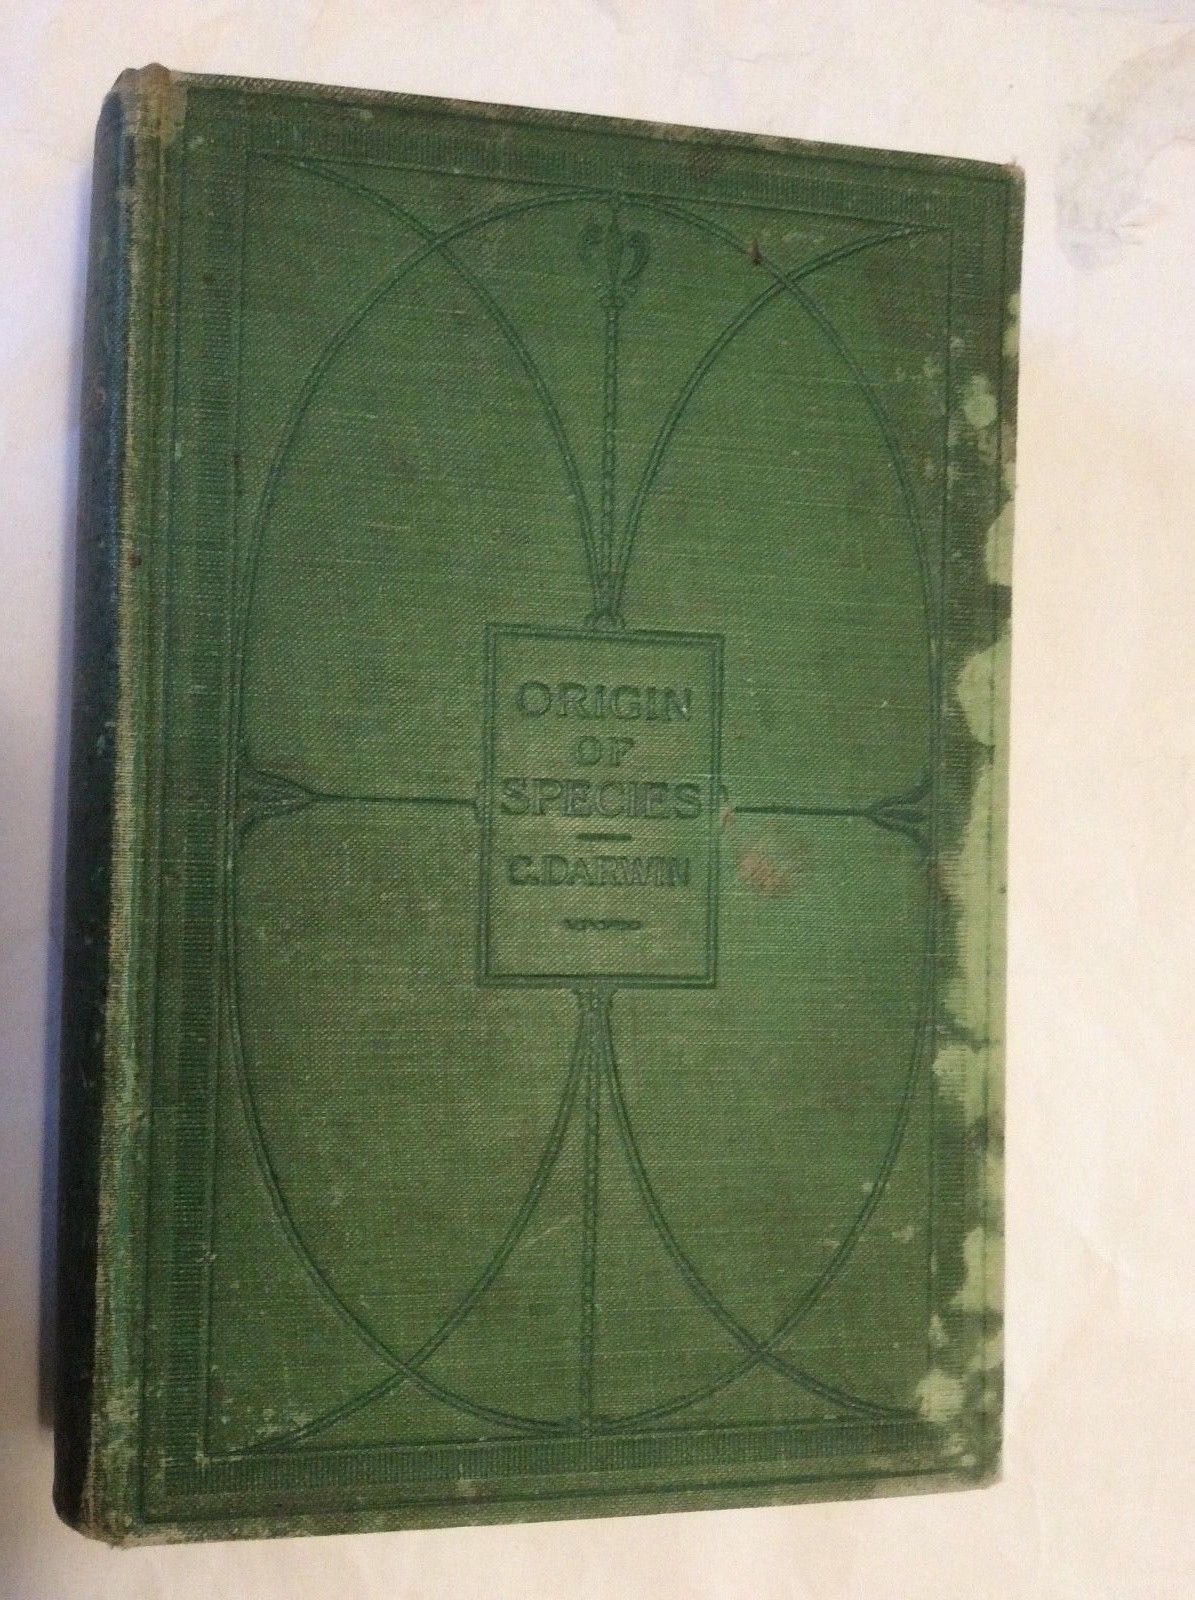 ORIGIN
OF
SPECIES
C. DARWIN